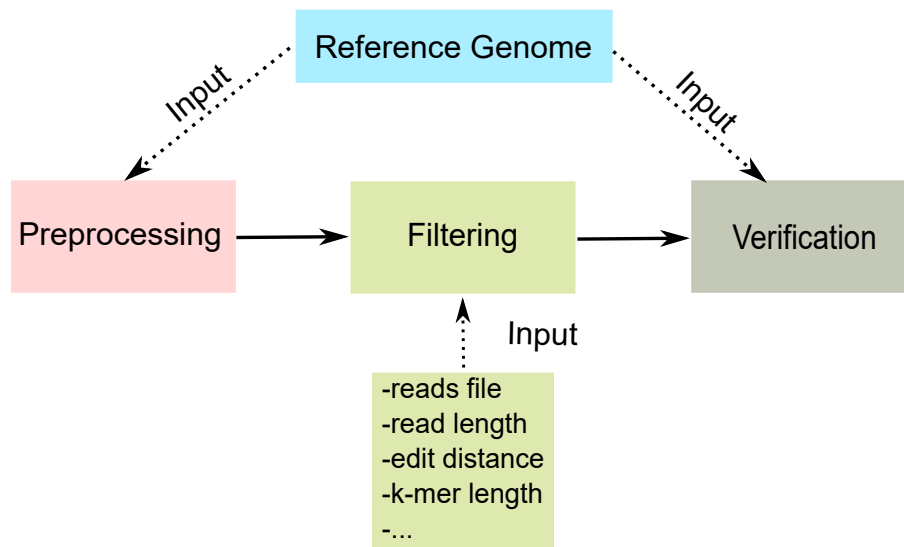 Reference Genome
Input
Input
Preprocessing
Filtering
Verification
Input
-reads file
-read length
-edit distance
-k-mer length
-...